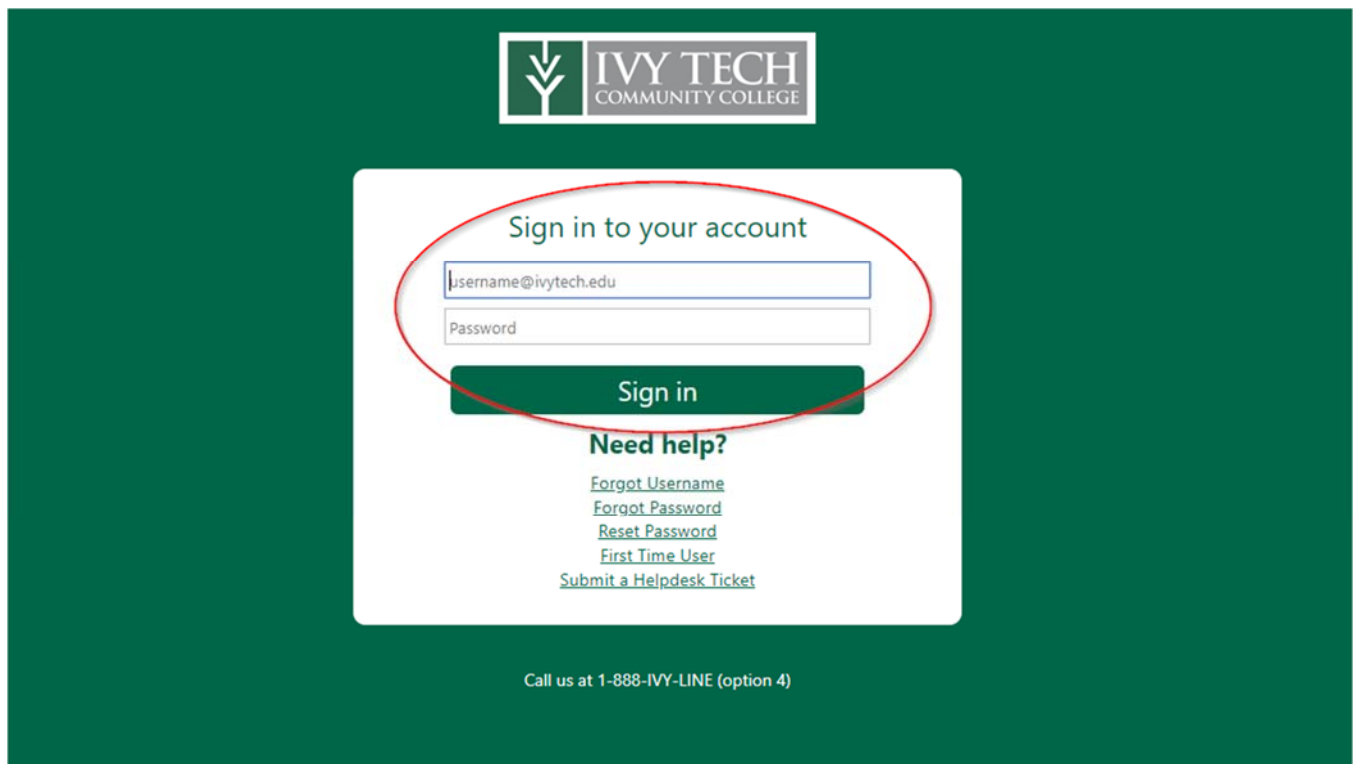 IVY TECH
COMMUNITY COLLEGE
Sign in to your account
username@ivytech.edu
Password
Sign in
Need help?
Forgot Username
Forgot Password
Reset Password
First Time User
Submit a Helpdesk Ticket
Call us at 1-888-IVY-LINE (option 4)